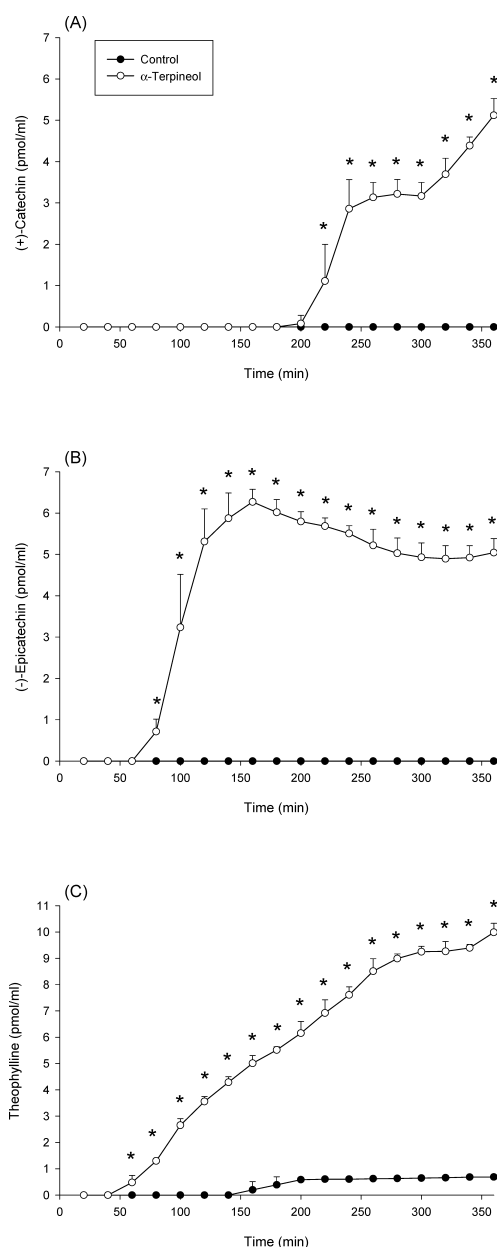 (A)
7
6
5
4
3
2
1
0
(+)-Catechin (pmol/ml)
Control
α-Terpineol
* * * * * * * *
0 50 100 150 200 250 300 350
Time (min)
(B)
7
6
5
4
3
2
1
0
(-)-Epicatechin (pmol/ml)
* * * * * * * * * * * * * * *
0 50 100 150 200 250 300 350
Time (min)
(C)
11
10
9
8
7
6
5
4
3
2
1
0
Theophylline (pmol/ml)
* * * * * * * * * * * * * * * *
0 50 100 150 200 250 300 350
Time (min)